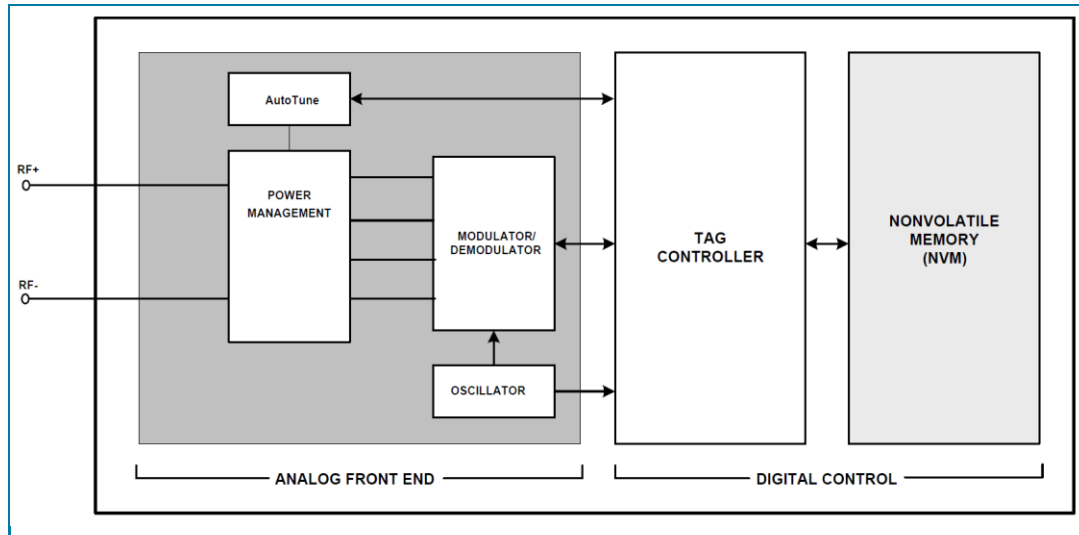 AutoTune
RF+
POWER
MANAGEMENT
RF-
MODULATOR/
DEMODULATOR
OSCILLATOR
TAG
CONTROLLER
NONVOLATILE
MEMORY
(NVM)
ANALOG FRONT END
DIGITAL CONTROL